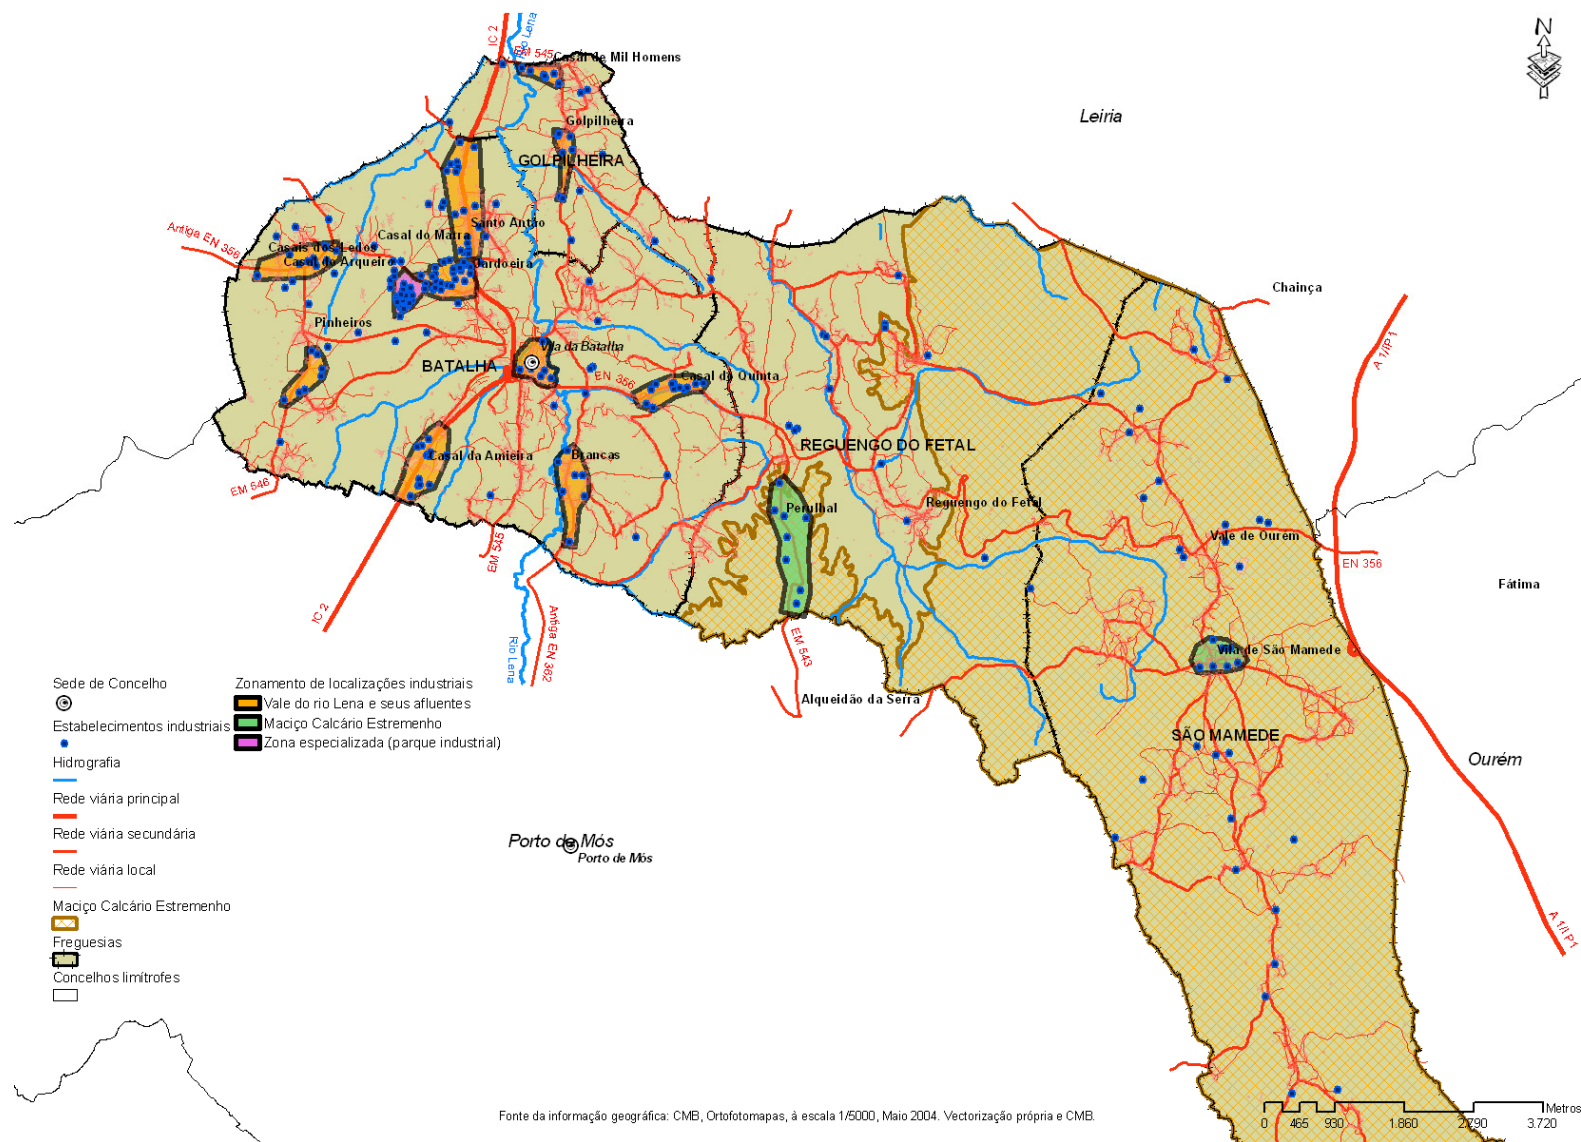 N
IC 2
Rio Lena
EM 545
Casal de Mil Homens
Leiria
Golpilheira
GOLPILHEIRA
Antiga EN 356
Santo Antão
Casal do Matra
Casais dos Ledos
Casal do Arqueiro
Jardoeira
Chainça
A 1/IP1
Pinheiros
Vila da Batalha
BATALHA
EN 356
Casal da Quinta
REGUENGO DO FETAL
Casal da Amieira
Brancas
EM 546
Reguengo do Fetal
Perulhal
EM 545
Vale de Ourém
EN 356
Fátima
IC 2
Antiga EN 362
Rio Lena
EM 543
Vila de São Mamede
Alqueidão da Serra
SÃO MAMEDE
Ourém
Sede de Concelho
Estabelecimentos industriais
Hidrografia
Rede viária principal
Rede viária secundária
Rede viária local
Maciço Calcário Estremenho
Freguesias
Concelhos limítrofes
Zonamento de localizações industriais
Vale do rio Lena e seus afluentes
Maciço Calcário Estremenho
Zona especializada (parque industrial)
Porto de Mós
Porto de Mós
A 1/IP1
Fonte da informação geográfica: CMB, Ortofotomapas, à escala 1/5000, Maio 2004. Vectorização própria e CMB.
Metros
0 465 930 1.860 2.790 3.720